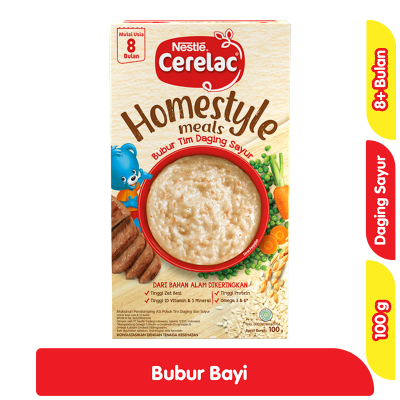 Mulai Usia
8
Bulan
Nestlé
Cerelac
Homestyle
meals
Bubur Tim Daging Sayur
DARI BAHAN ALAM DIKERINGKAN
Tinggi Zat Besi
Tinggi Protein
Tinggi 10 Vitamin & 5 Mineral
Omega 3 & 6*
Berat Bersih: 100 g
8+ Bulan
Daging Sayur
100 g
Bubur Bayi